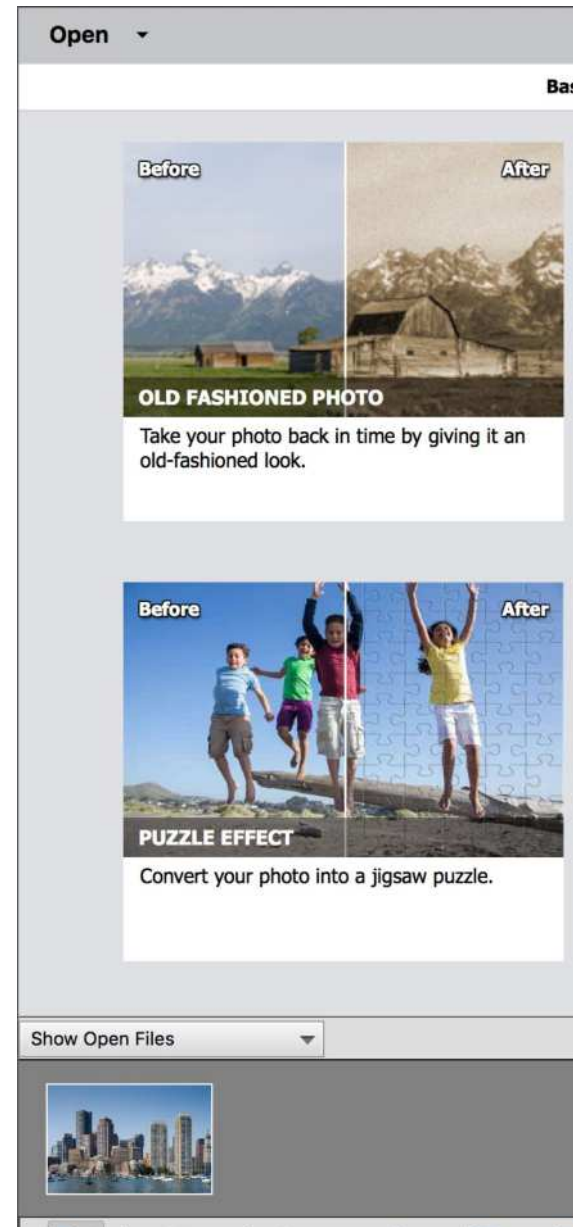 Open
Bas
Before
After
OLD FASHIONED PHOTO
Take your photo back in time by giving it an
old-fashioned look.
Before
After
PUZZLE EFFECT
Convert your photo into a jigsaw puzzle.
Show Open Files